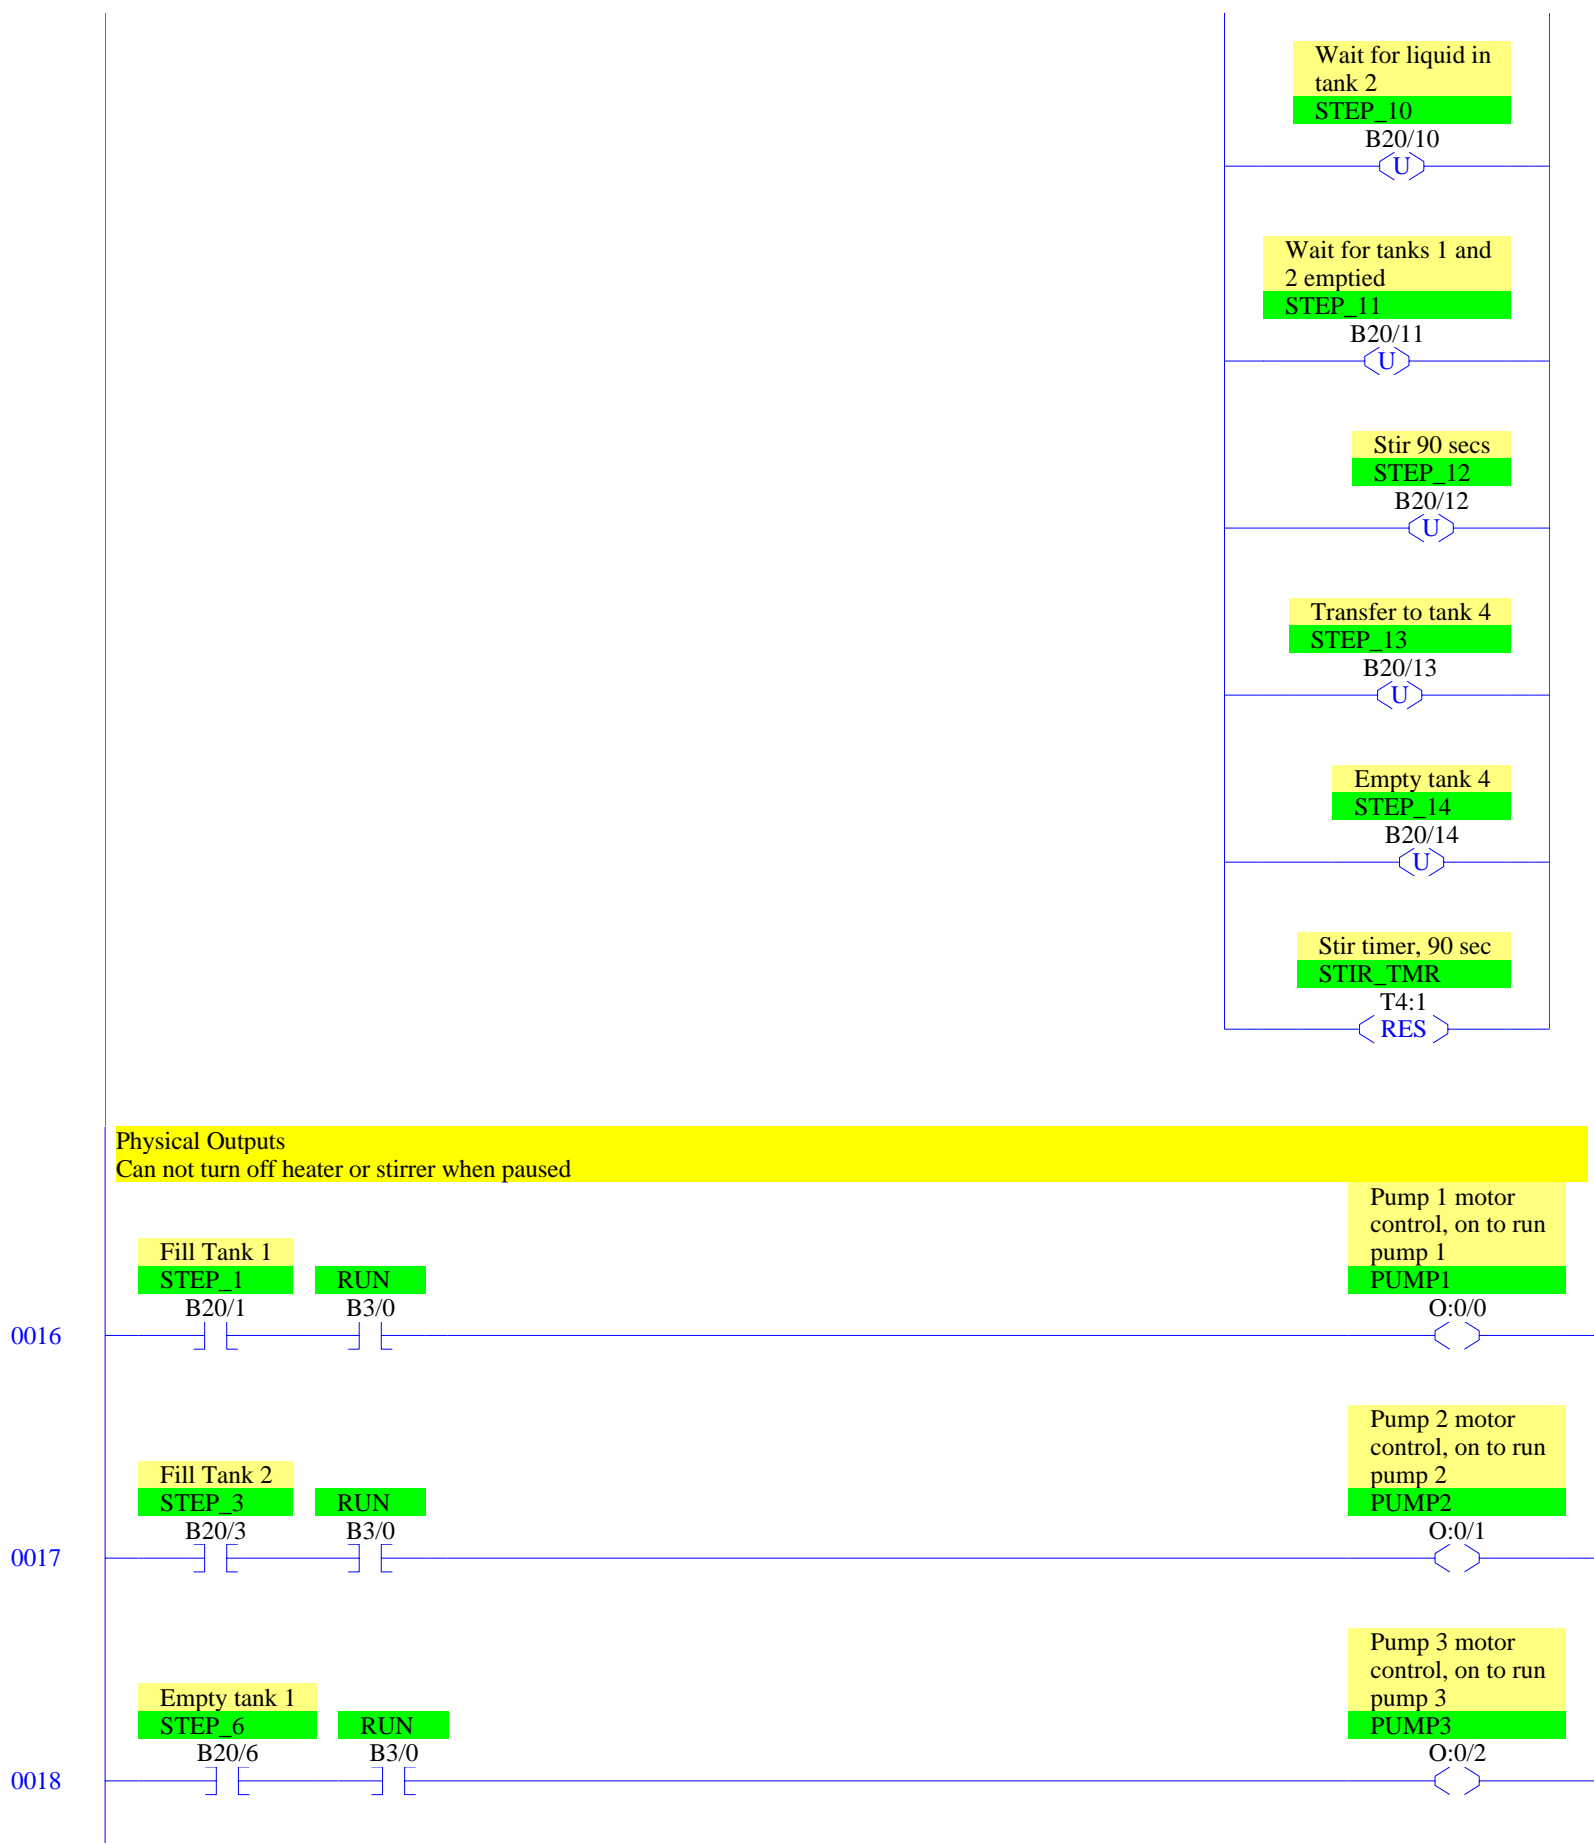 Wait for liquid in
tank 2
STEP_10
B20/10
U
Wait for tanks 1 and
2 emptied
STEP_11
B20/11
U
Stir 90 secs
STEP_12
B20/12
U
Transfer to tank 4
STEP_13
B20/13
U
Empty tank 4
STEP_14
B20/14
U
Stir timer, 90 sec
STIR_TMR
T4:1
RES
Physical Outputs
Can not turn off heater or stirrer when paused
Fill Tank 1
STEP_1
B20/1
RUN
B3/0
Pump 1 motor
control, on to run
pump 1
PUMP1
O:0/0
0016
Fill Tank 2
STEP_3
B20/3
RUN
B3/0
Pump 2 motor
control, on to run
pump 2
PUMP2
O:0/1
0017
Empty tank 1
STEP_6
B20/6
RUN
B3/0
Pump 3 motor
control, on to run
pump 3
PUMP3
O:0/2
0018